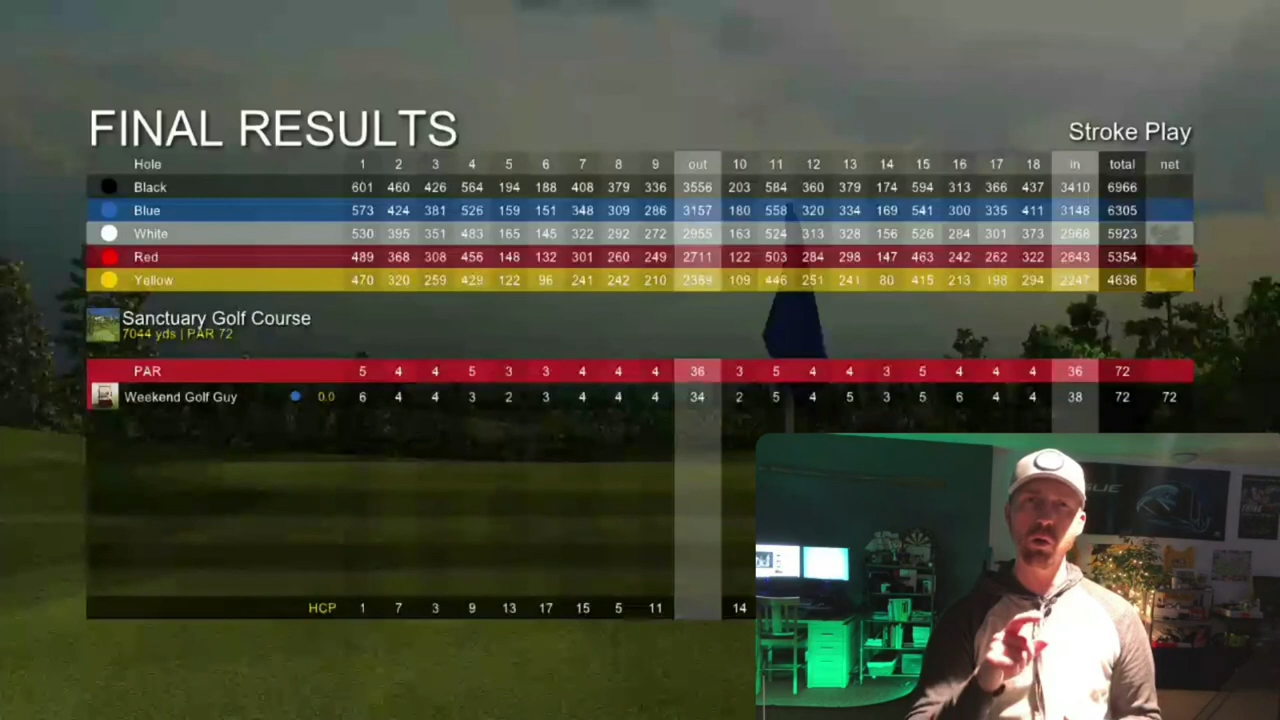 FINAL RESULTS
Stroke Play
Hole 1 2 3 4 5 6 7 8 9 out 10 11 12 13 14 15 16 17 18 in total net
Black 601 460 426 564 194 188 408 379 336 3556 203 584 360 379 174 594 313 366 437 3410 6966
Blue 573 424 381 526 159 151 348 309 286 3157 180 558 320 334 169 541 300 335 411 3148 6305
White 530 395 351 483 165 145 322 292 272 2955 163 524 313 328 156 526 284 301 373 2968 5923
Red 489 368 308 456 148 132 301 260 249 2711 122 503 284 298 147 463 242 262 322 2643 5354
Yellow 470 320 259 429 122 96 241 242 210 2389 109 446 251 241 80 415 213 198 294 2247 4636
Sanctuary Golf Course
7044 yds | PAR 72
PAR 5 4 4 5 3 3 4 4 4 36 3 5 4 4 3 5 4 4 4 36 72
Weekend Golf Guy 0.0 6 4 4 3 2 3 4 4 4 34 2 5 4 5 3 5 6 4 4 38 72 72
HCP 1 7 3 9 13 17 15 5 11 14